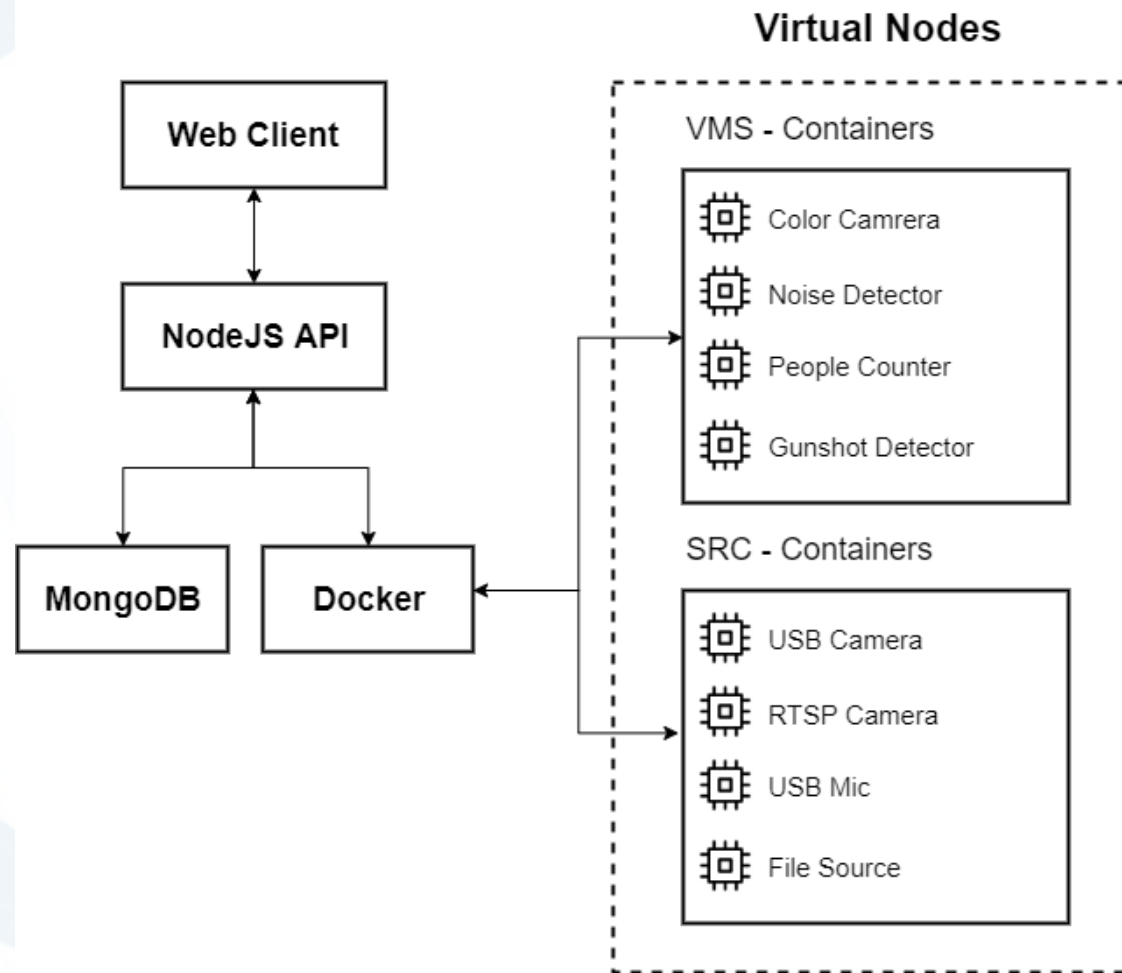 Virtual Nodes
Web Client
NodeJS API
MongoDB
Docker
VMS - Containers
Color Camrera
Noise Detector
People Counter
Gunshot Detector
SRC - Containers
USB Camera
RTSP Camera
USB Mic
File Source